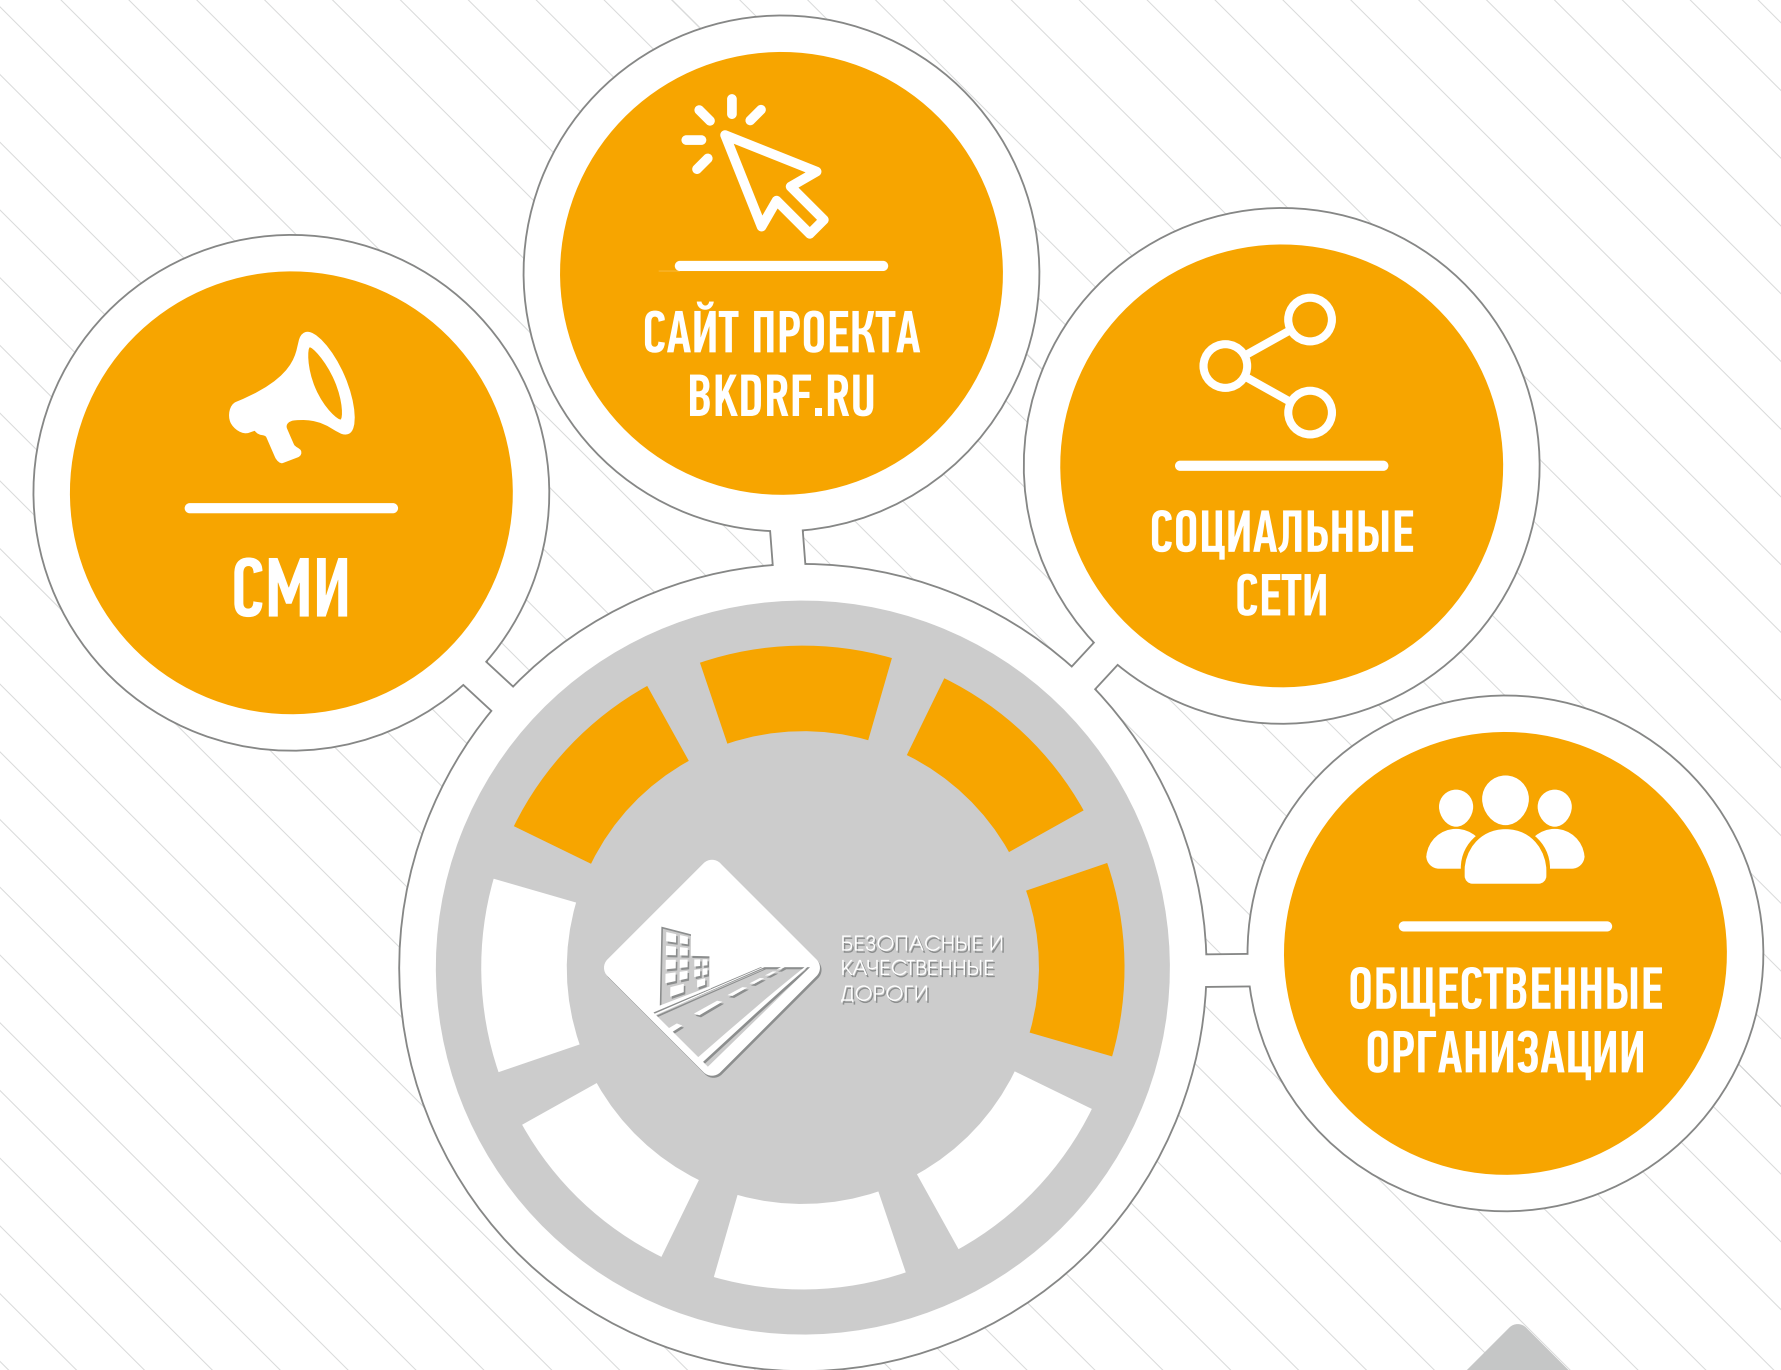 САЙТ ПРОЕКТА
BKDRF.RU
СМИ
СОЦИАЛЬНЫЕ
СЕТИ
ОБЩЕСТВЕННЫЕ
ОРГАНИЗАЦИИ
БЕЗОПАСНЫЕ И
КАЧЕСТВЕННЫЕ
ДОРОГИ